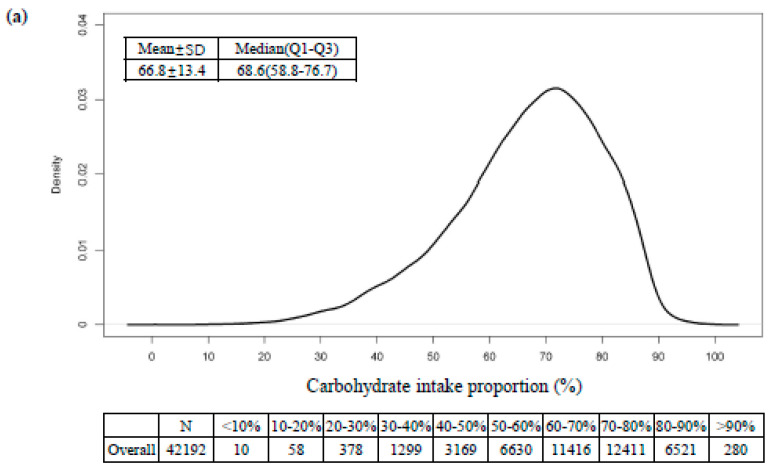 (a)
0.04
0.03
0.02
0.01
0
Density
Mean±SD Median(Q1-Q3)
66.8±13.4 68.6(58.8-76.7)
0 10 20 30 40 50 60 70 80 90 100
Carbohydrate intake proportion (%)
N <10% 10-20% 20-30% 30-40% 40-50% 50-60% 60-70% 70-80% 80-90% >90%
Overall 42192 10 58 378 1299 3169 6630 11416 12411 6521 280